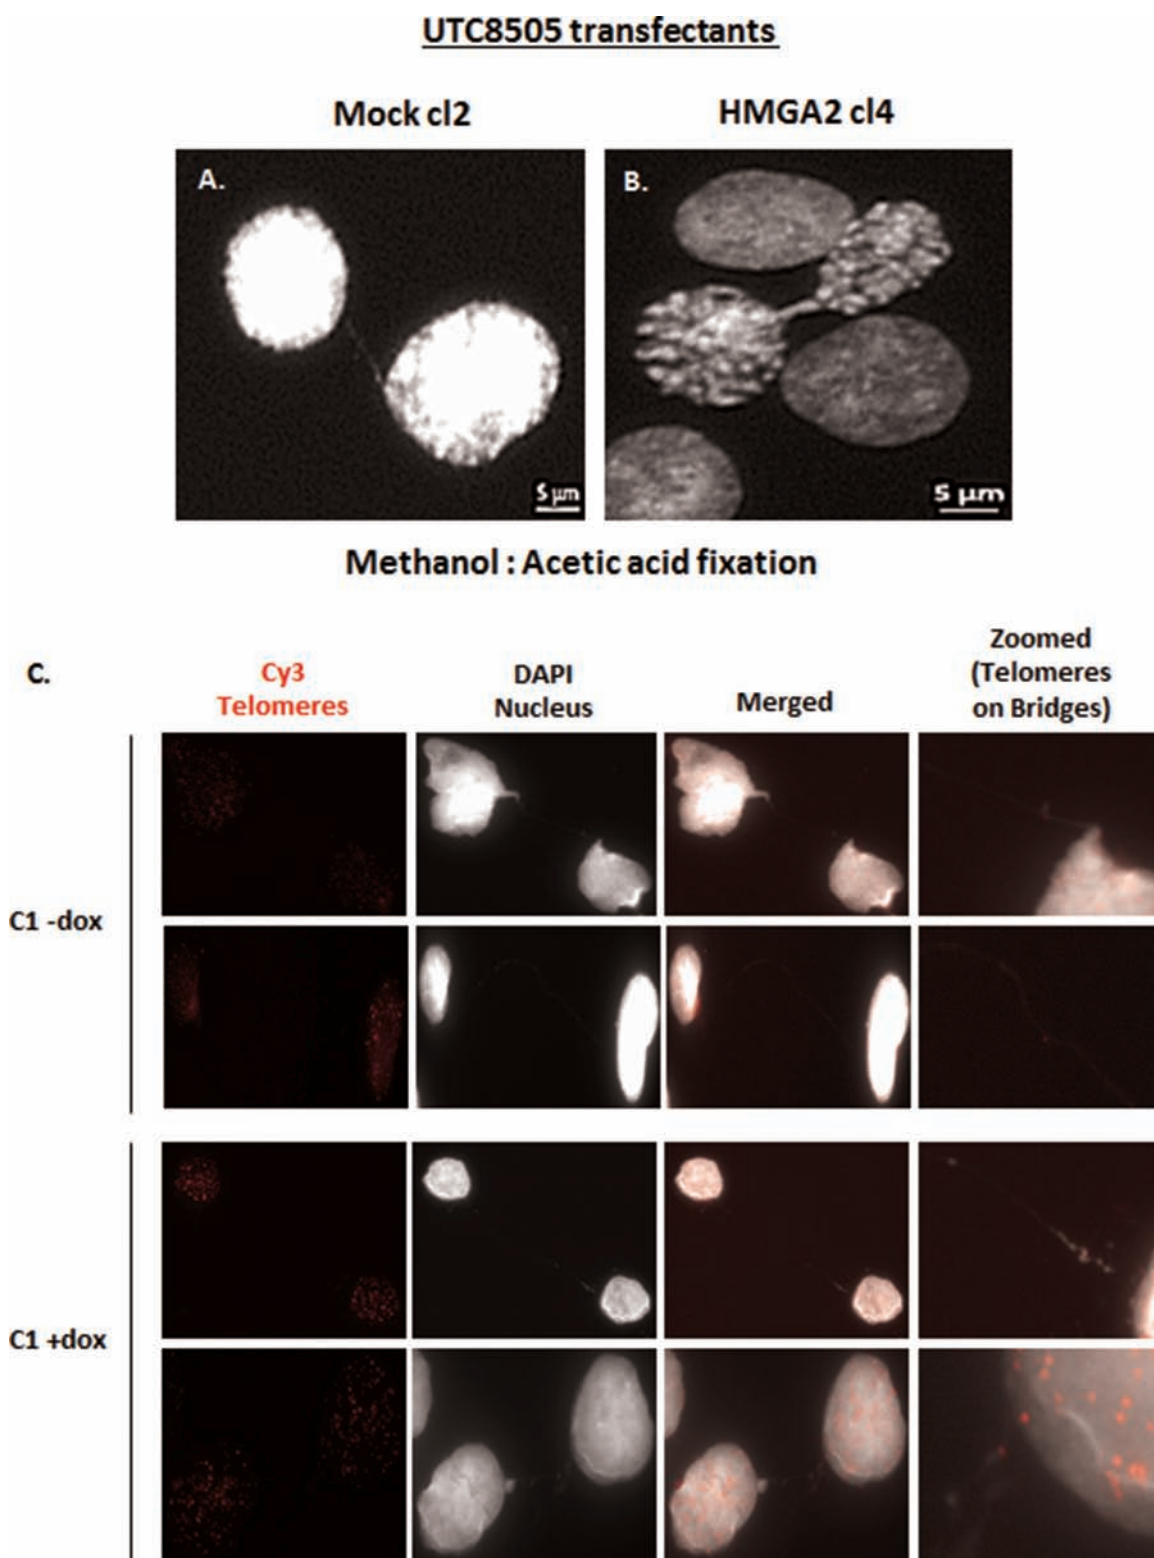 UTC8505 transfectants
Mock cl2
HMGA2 cl4
A.
B.
5 µm
5 µm
Methanol : Acetic acid fixation
C.
Cy3
Telomeres
DAPI
Nucleus
Merged
Zoomed
(Telomeres
on Bridges)
C1 -dox
C1 +dox